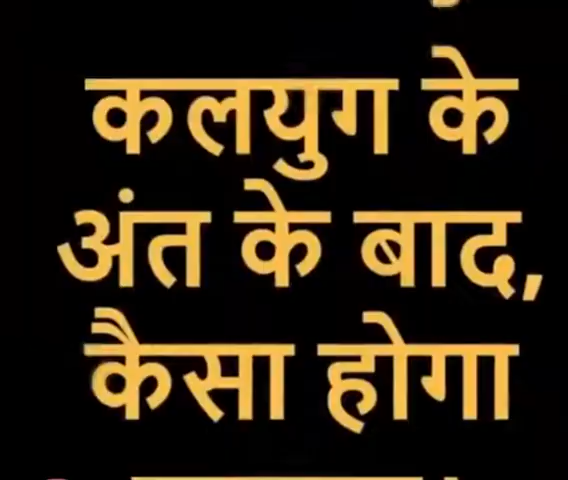 कलयुग के
अंत के बाद,
कैसा होगा